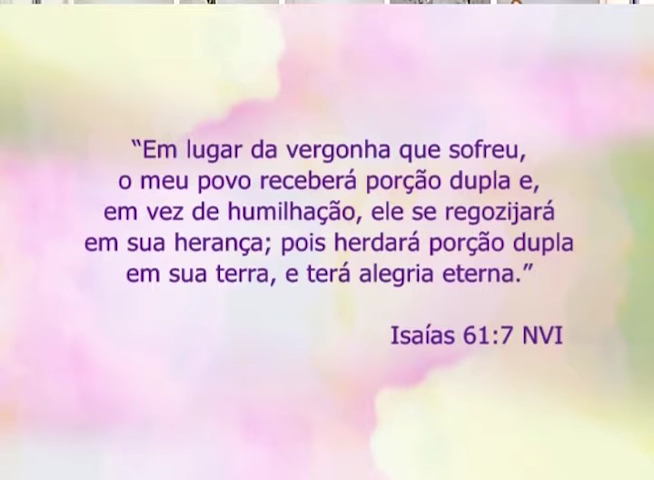 “Em lugar da vergonha que sofreu,
o meu povo receberá porção dupla e,
em vez de humilhação, ele se regozijará
em sua herança; pois herdará porção dupla
em sua terra, e terá alegria eterna.”
Isaías 61:7 NVI